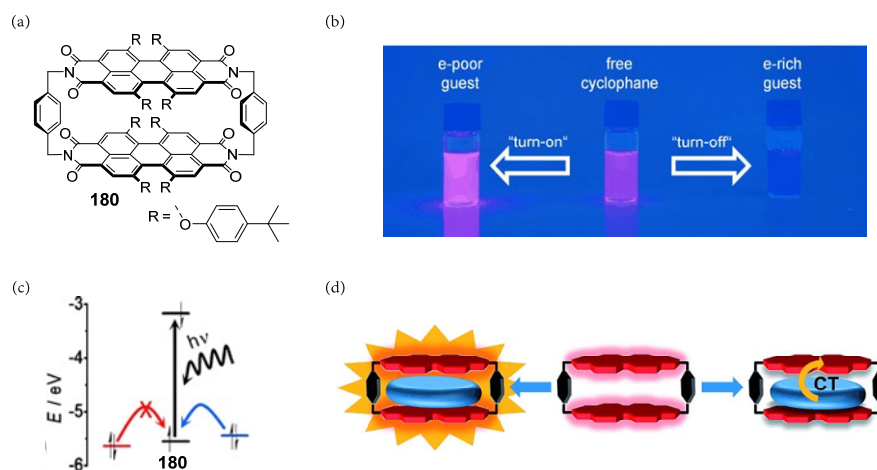 (a)
R R
O O
N N
O O
R R
R R
O O
N N
O O
R R
180
R =
O
(b)
e-poor guest
free cyclophane
e-rich guest
“turn-on“
“turn-off“
(c)
E / eV
-3
-4
-5
-6
hν
180
(d)
CT